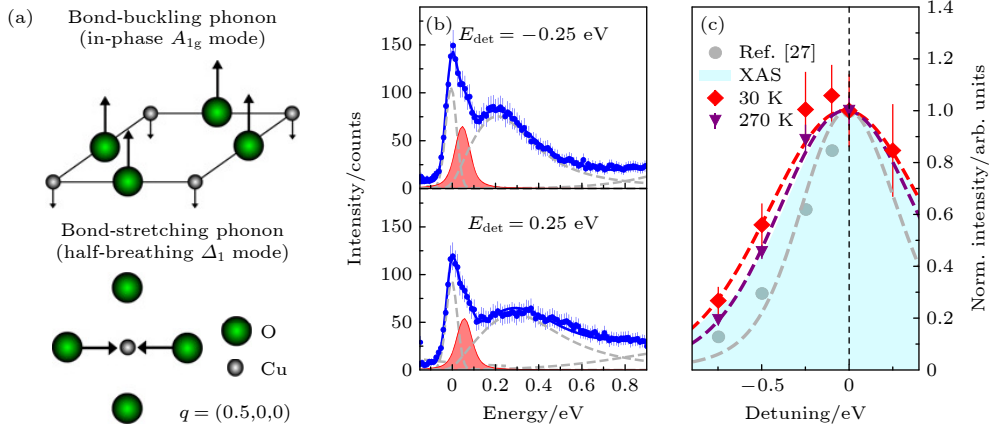 (a)
Bond-buckling phonon
(in-phase A1g mode)
Bond-stretching phonon
(half-breathing Δ1 mode)
O
Cu
q = (0.5,0,0)
(b)
Edet = −0.25 eV
150
100
50
0
Edet = 0.25 eV
150
100
50
0
Intensity/counts
0
0.2
0.4
0.6
0.8
Energy/eV
(c)
Ref. [27]
XAS
30 K
270 K
1.4
1.2
1.0
0.8
0.6
0.4
0.2
0
Norm. intensity/arb. units
−0.5
0
Detuning/eV